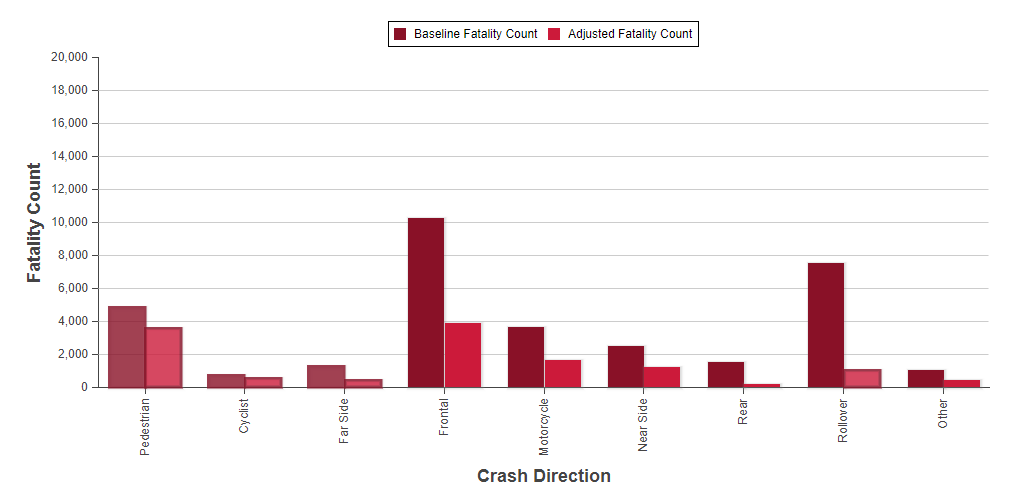 Baseline Fatality Count Adjusted Fatality Count
20,000
18,000
16,000
14,000
12,000
10,000
8,000
6,000
4,000
2,000
0
Fatality Count
Pedestrian
Cyclist
Far Side
Frontal
Motorcycle
Near Side
Rear
Rollover
Other
Crash Direction